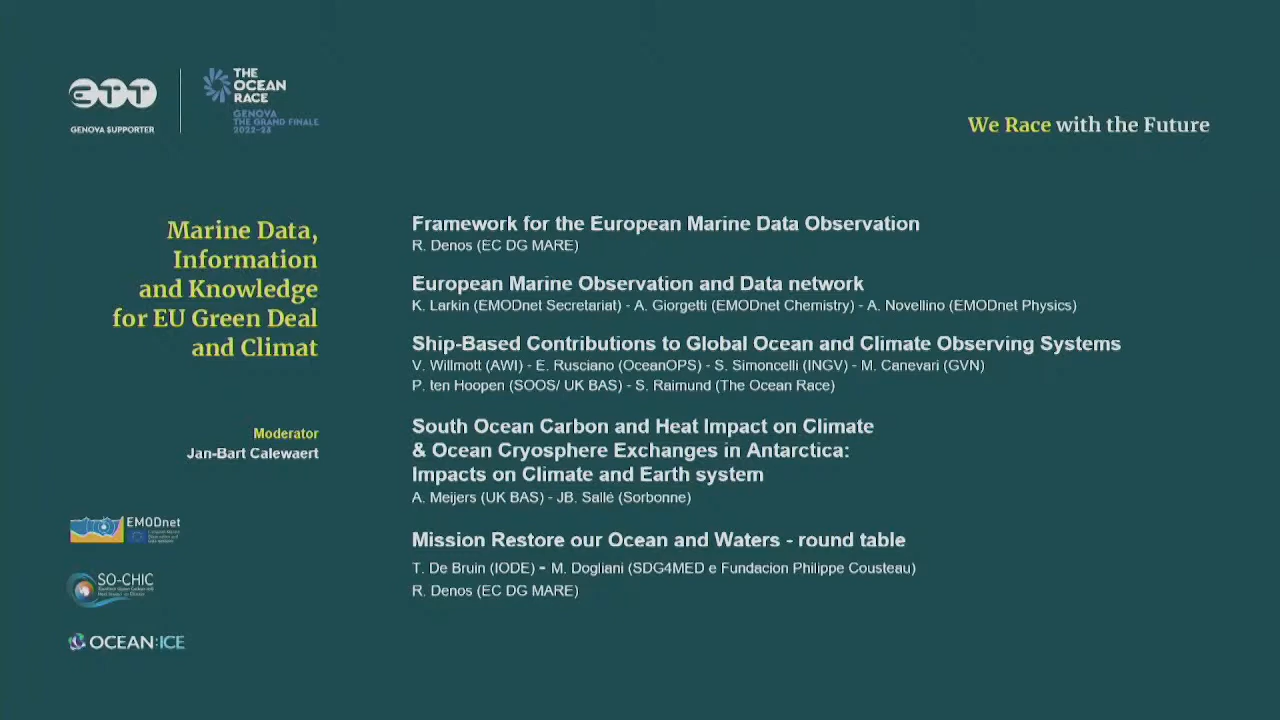 ETT
GENOVA SUPPORTER
THE
OCEAN
RACE
GENOVA
THE GRAND FINALE
2022-23
We Race with the Future
Marine Data,
Information
and Knowledge
for EU Green Deal
and Climat
Moderator
Jan-Bart Calewaert
EMODnet
SO-CHIC
OCEAN:ICE
Framework for the European Marine Data Observation
R. Denos (EC DG MARE)
European Marine Observation and Data network
K. Larkin (EMODnet Secretariat) - A. Giorgetti (EMODnet Chemistry) - A. Novellino (EMODnet Physics)
Ship-Based Contributions to Global Ocean and Climate Observing Systems
V. Willmott (AWI) - E. Rusciano (OceanOPS) - S. Simoncelli (INGV) - M. Canevari (GVN)
P. ten Hoopen (SOOS/ UK BAS) - S. Raimund (The Ocean Race)
South Ocean Carbon and Heat Impact on Climate
& Ocean Cryosphere Exchanges in Antarctica:
Impacts on Climate and Earth system
A. Meijers (UK BAS) - JB. Sallé (Sorbonne)
Mission Restore our Ocean and Waters - round table
T. De Bruin (IODE) - M. Dogliani (SDG4MED e Fundacion Philippe Cousteau)
R. Denos (EC DG MARE)